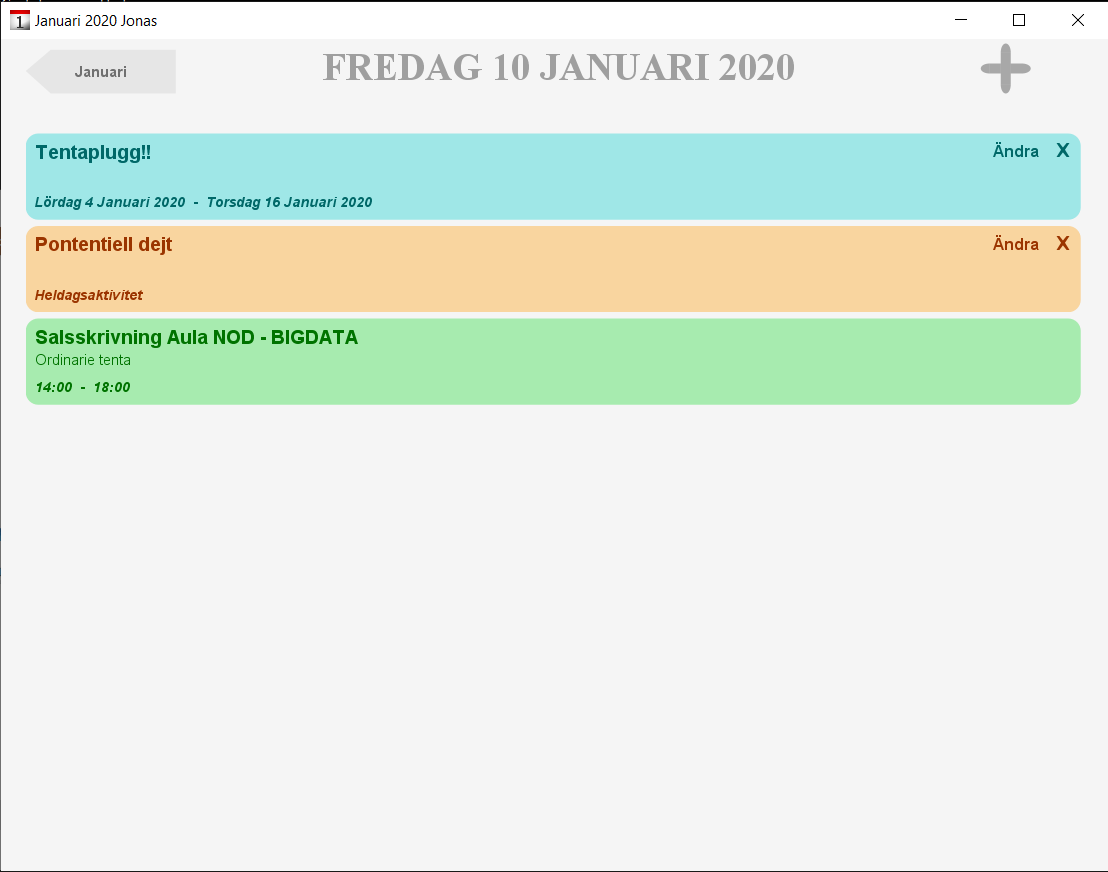 1 Januari 2020 Jonas
Januari
FREDAG 10 JANUARI 2020
Tentaplugg!!
Ändra X
Lördag 4 Januari 2020 - Torsdag 16 Januari 2020
Pontentiell dejt
Ändra X
Heldagsaktivitet
Salsskrivning Aula NOD - BIGDATA
Ordinarie tenta
14:00 - 18:00